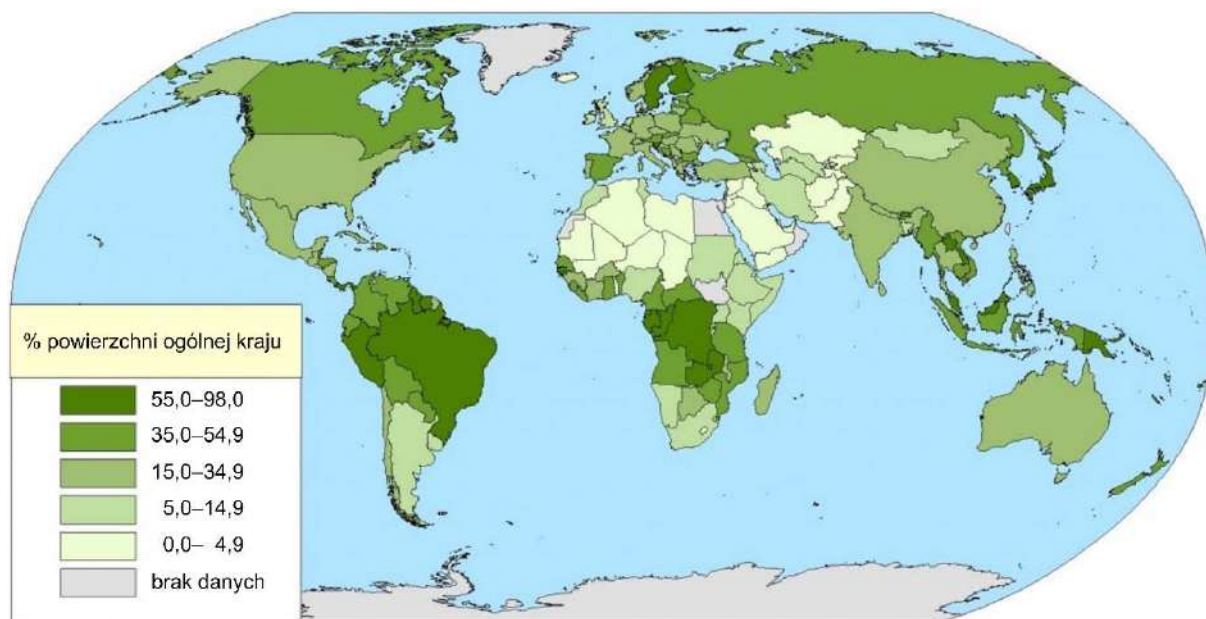 % powierzchni ogólnej kraju
55,0–98,0
35,0–54,9
15,0–34,9
5,0–14,9
0,0– 4,9
brak danych